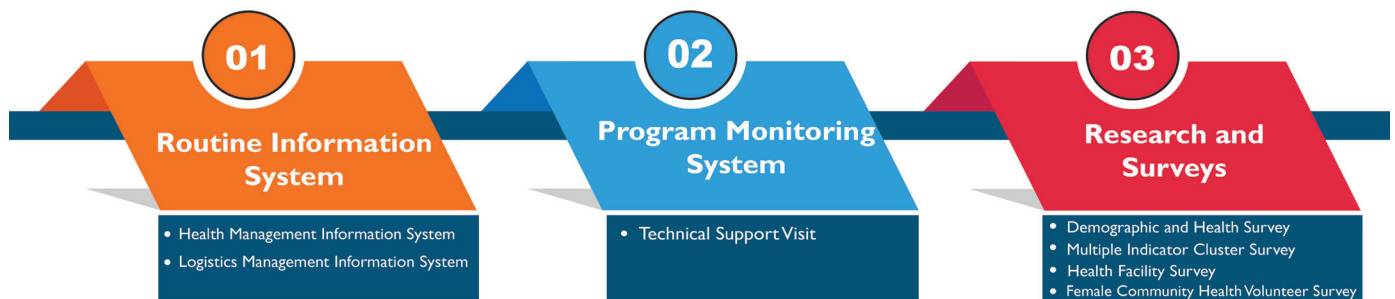 01
Routine Information
System
• Health Management Information System
• Logistics Management Information System
02
Program Monitoring
System
• Technical Support Visit
03
Research and
Surveys
• Demographic and Health Survey
• Multiple Indicator Cluster Survey
• Health Facility Survey
• Female Community Health Volunteer Survey